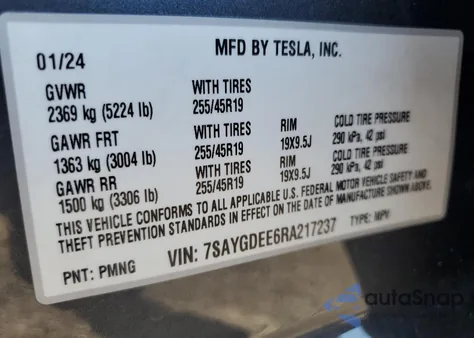 MFD BY TESLA, INC.
01/24
GVWR WITH TIRES
2369 kg (5224 lb) 255/45R19
GAWR FRT WITH TIRES RIM COLD TIRE PRESSURE
1363 kg (3004 lb) 255/45R19 19X9.5J 290 kPa, 42 psi
GAWR RR WITH TIRES RIM COLD TIRE PRESSURE
1500 kg (3306 lb) 255/45R19 19X9.5J 290 kPa, 42 psi
THIS VEHICLE CONFORMS TO ALL APPLICABLE U.S. FEDERAL MOTOR VEHICLE SAFETY AND
THEFT PREVENTION STANDARDS IN EFFECT ON THE DATE OF MANUFACTURE SHOWN ABOVE.
PNT: PMNG VIN: 7SAYGDEE6RA217237 TYPE: MPV
autoSnap